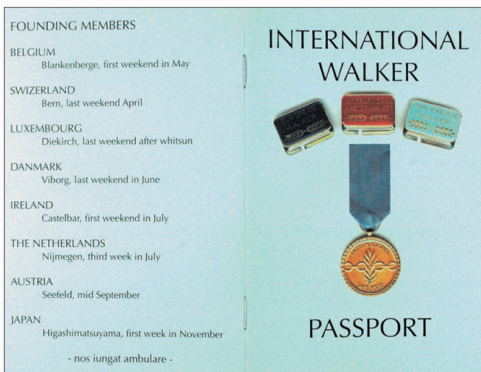 FOUNDING MEMBERS
BELGIUM
Blankenberge, first weekend in May
SWIZERLAND
Bern, last weekend April
LUXEMBOURG
Diekirch, last weekend after whitsun
DANMARK
Viborg, last weekend in June
IRELAND
Castelbar, first weekend in July
THE NETHERLANDS
Nijmegen, third week in July
AUSTRIA
Seefeld, mid September
JAPAN
Higashimatsuyama, first week in November
- nos iungat ambulare -
INTERNATIONAL
WALKER
PASSPORT